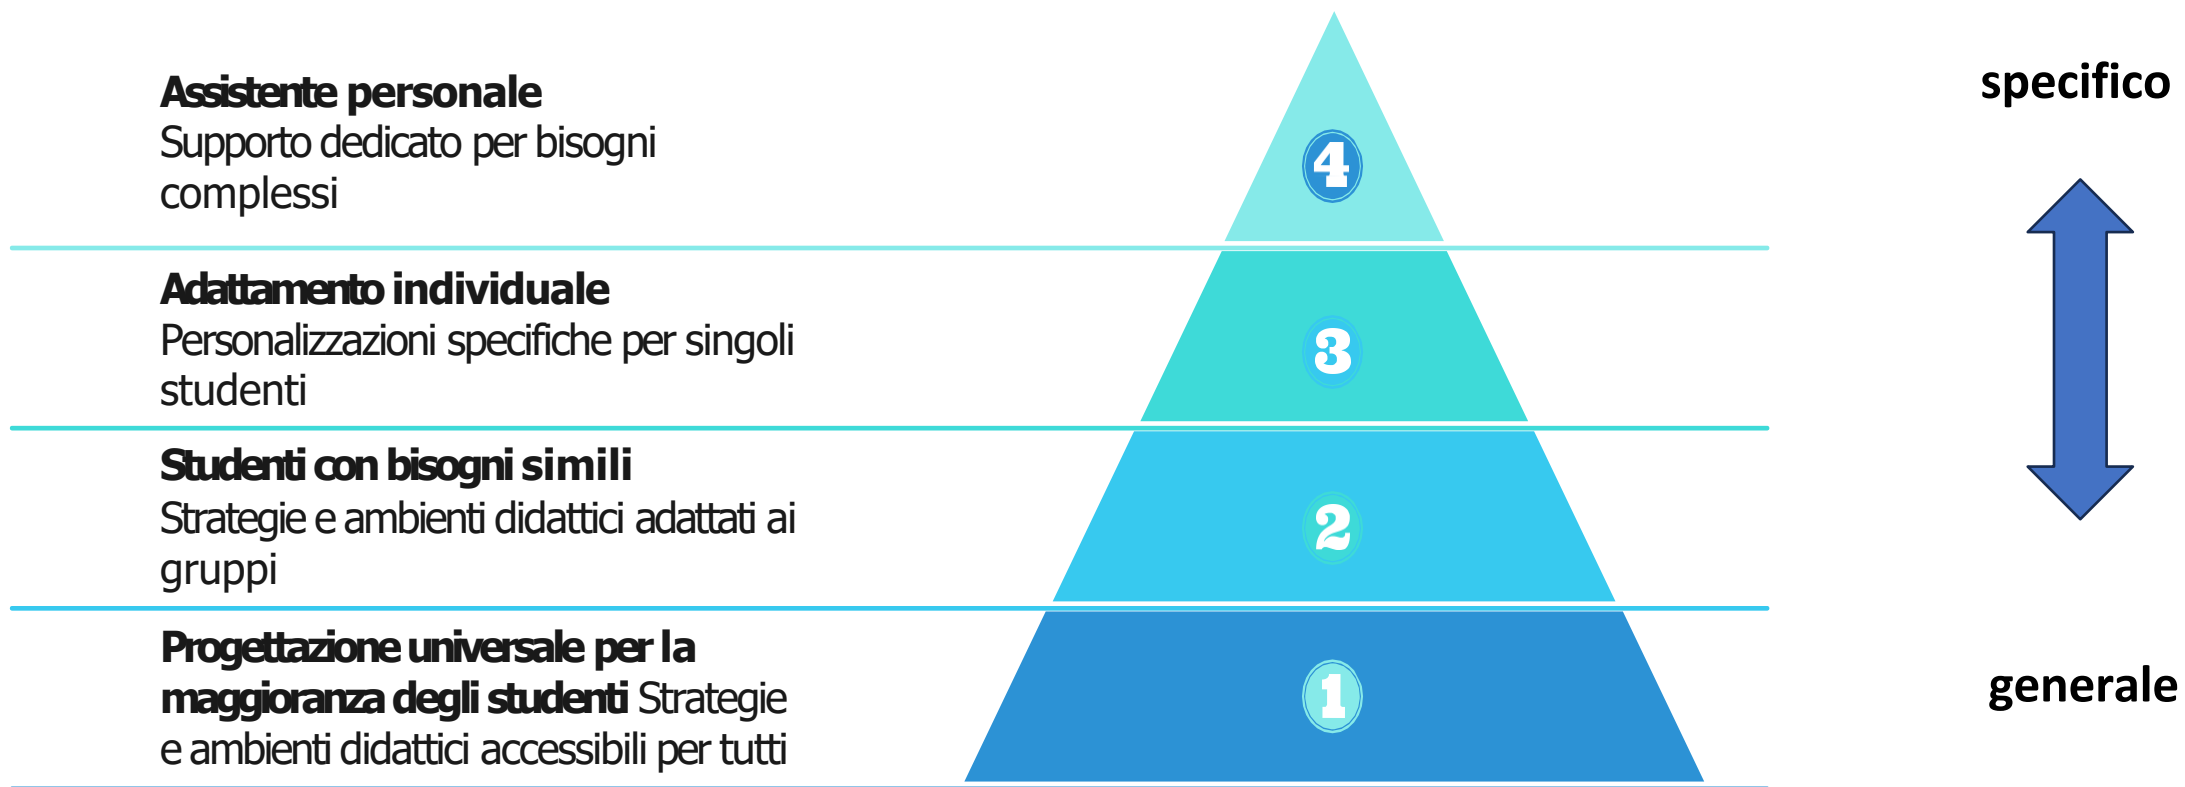 Assistente personale
Supporto dedicato per bisogni
complessi
4
specifico
Adattamento individuale
Personalizzazioni specifiche per singoli
studenti
3
Studenti con bisogni simili
Strategie e ambienti didattici adattati ai
gruppi
2
Progettazione universale per la
maggioranza degli studenti Strategie
e ambienti didattici accessibili per tutti
1
generale